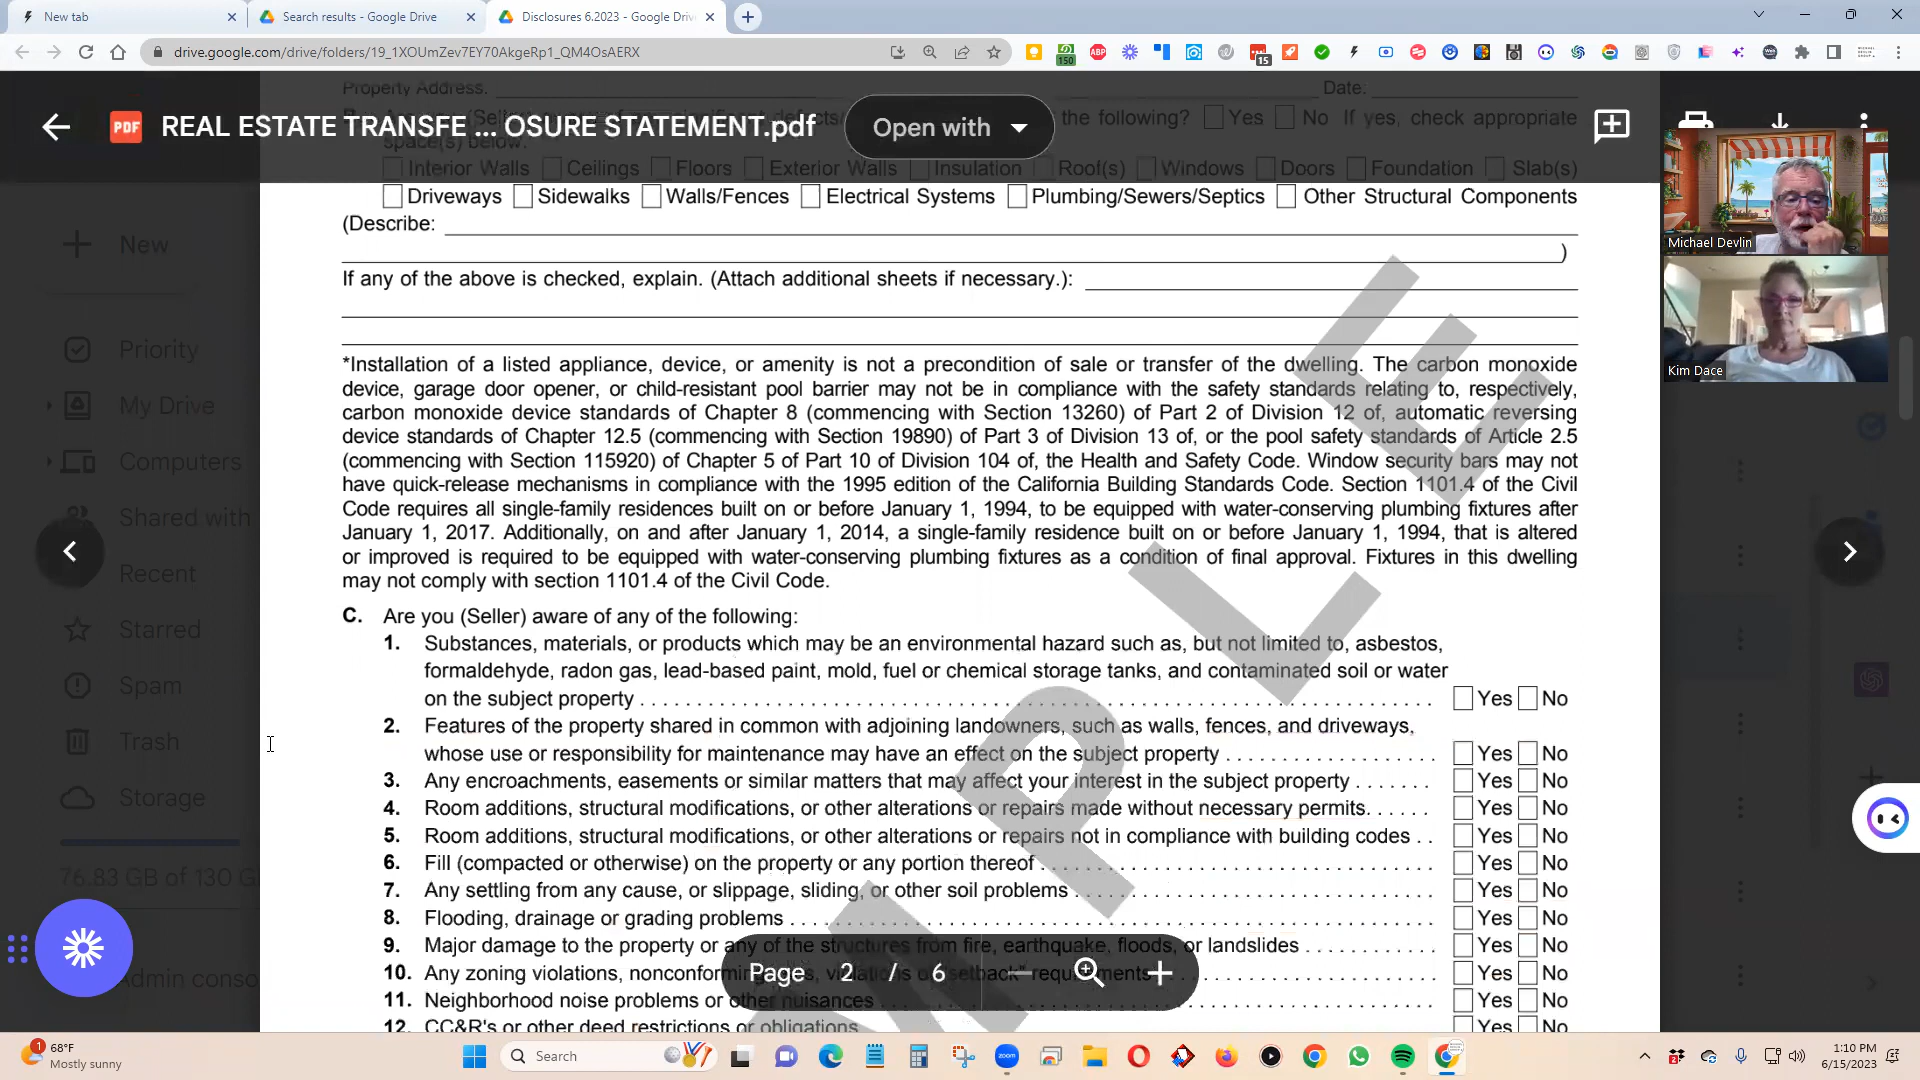 New tab
Search results - Google Drive
Disclosures 6.2023 - Google Driv
drive.google.com/drive/folders/19_1XOUmZev7EY70AkgeRp1_QM4OsAERX
150
ABP
15
Property Address.
Date:
PDF
REAL ESTATE TRANSFE ... OSURE STATEMENT.pdf
Open with
the following? Yes No If yes, check appropriate
space(s) below.
Interior Walls Ceilings Floors Exterior Walls Insulation Roof(s) Windows Doors Foundation Slab(s)
Driveways Sidewalks Walls/Fences Electrical Systems Plumbing/Sewers/Septics Other Structural Components
(Describe:
)
If any of the above is checked, explain. (Attach additional sheets if necessary.):
*Installation of a listed appliance, device, or amenity is not a precondition of sale or transfer of the dwelling. The carbon monoxide
device, garage door opener, or child-resistant pool barrier may not be in compliance with the safety standards relating to, respectively,
carbon monoxide device standards of Chapter 8 (commencing with Section 13260) of Part 2 of Division 12 of, automatic reversing
device standards of Chapter 12.5 (commencing with Section 19890) of Part 3 of Division 13 of, or the pool safety standards of Article 2.5
(commencing with Section 115920) of Chapter 5 of Part 10 of Division 104 of, the Health and Safety Code. Window security bars may not
have quick-release mechanisms in compliance with the 1995 edition of the California Building Standards Code. Section 1101.4 of the Civil
Code requires all single-family residences built on or before January 1, 1994, to be equipped with water-conserving plumbing fixtures after
January 1, 2017. Additionally, on and after January 1, 2014, a single-family residence built on or before January 1, 1994, that is altered
or improved is required to be equipped with water-conserving plumbing fixtures as a condition of final approval. Fixtures in this dwelling
may not comply with section 1101.4 of the Civil Code.
C. Are you (Seller) aware of any of the following:
1. Substances, materials, or products which may be an environmental hazard such as, but not limited to, asbestos,
formaldehyde, radon gas, lead-based paint, mold, fuel or chemical storage tanks, and contaminated soil or water
on the subject property Yes No
2. Features of the property shared in common with adjoining landowners, such as walls, fences, and driveways,
whose use or responsibility for maintenance may have an effect on the subject property Yes No
3. Any encroachments, easements or similar matters that may affect your interest in the subject property Yes No
4. Room additions, structural modifications, or other alterations or repairs made without necessary permits. Yes No
5. Room additions, structural modifications, or other alterations or repairs not in compliance with building codes Yes No
6. Fill (compacted or otherwise) on the property or any portion thereof Yes No
7. Any settling from any cause, or slippage, sliding, or other soil problems Yes No
8. Flooding, drainage or grading problems Yes No
9. Major damage to the property or any of the structures from fire, earthquake, floods, or landslides Yes No
10. Any zoning violations, nonconforming requirements Yes No
11. Neighborhood noise problems or other nuisances Yes No
12. CC&R's or other deed restrictions or obligations Yes No
MPLE
Page 2 / 6
New
Priority
My Drive
Computers
Shared with
Recent
Starred
Spam
Trash
Storage
76.83 GB of 130 G
Admin conso
Michael Devlin
Kim Dace
1
68°F
Mostly sunny
Search
zoom
1:10 PM
6/15/2023